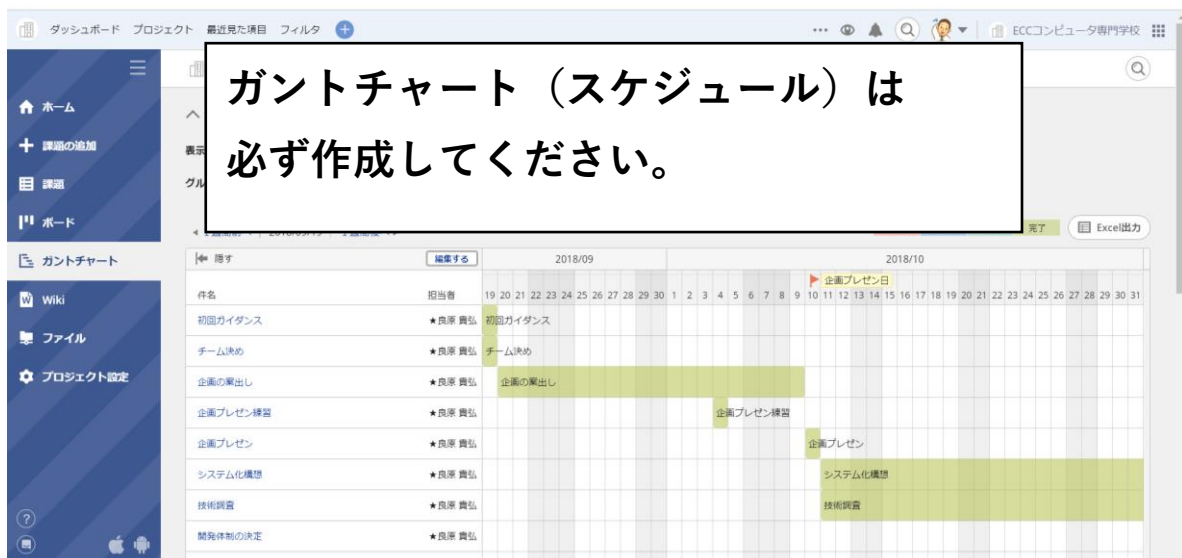 ダッシュボード プロジェクト 最近見た項目 フィルタ
ECCコンピュータ専門学校
ガントチャート（スケジュール）は
必ず作成してください。
ホーム
課題の追加
課題
ボード
ガントチャート
Wiki
ファイル
プロジェクト設定
表示
完了 Excel出力
隠す 編集する 2018/09 2018/10
企画プレゼン日
件名 担当者 19 20 21 22 23 24 25 26 27 28 29 30 1 2 3 4 5 6 7 8 9 10 11 12 13 14 15 16 17 18 19 20 21 22 23 24 25 26 27 28 29 30 31
初回ガイダンス ★良原 貴弘 初回ガイダンス
チーム決め ★良原 貴弘 チーム決め
企画の案出し ★良原 貴弘 企画の案出し
企画プレゼン練習 ★良原 貴弘 企画プレゼン練習
企画プレゼン ★良原 貴弘 企画プレゼン
システム化構想 ★良原 貴弘 システム化構想
技術調査 ★良原 貴弘 技術調査
開発体制の決定 ★良原 貴弘